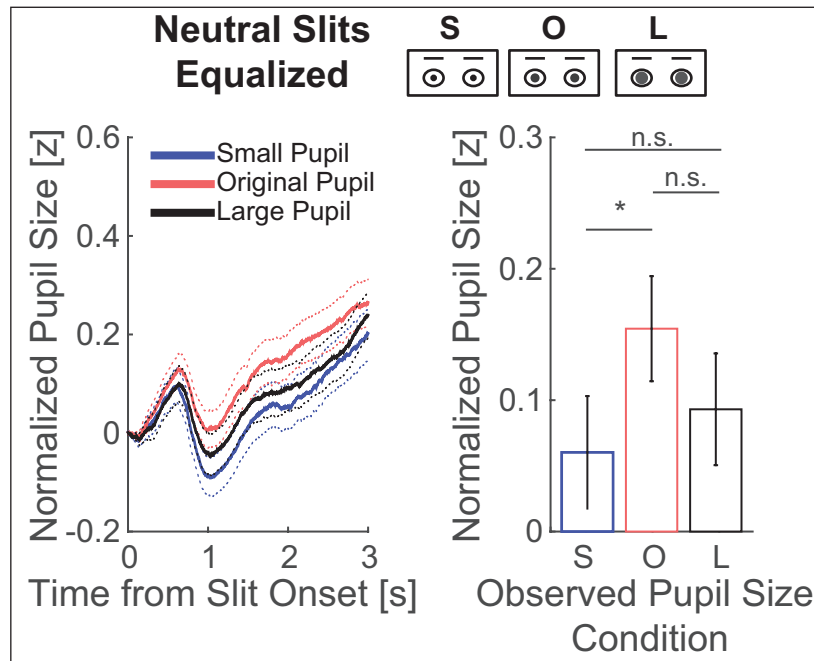 Neutral Slits
Equalized
S O L
Normalized Pupil Size [z]
0.6
0.4
0.2
0
-0.2
Small Pupil
Original Pupil
Large Pupil
0 1 2 3
Time from Slit Onset [s]
Normalized Pupil Size [z]
0.3
0.2
0.1
0
n.s.
n.s.
*
S O L
Observed Pupil Size
Condition